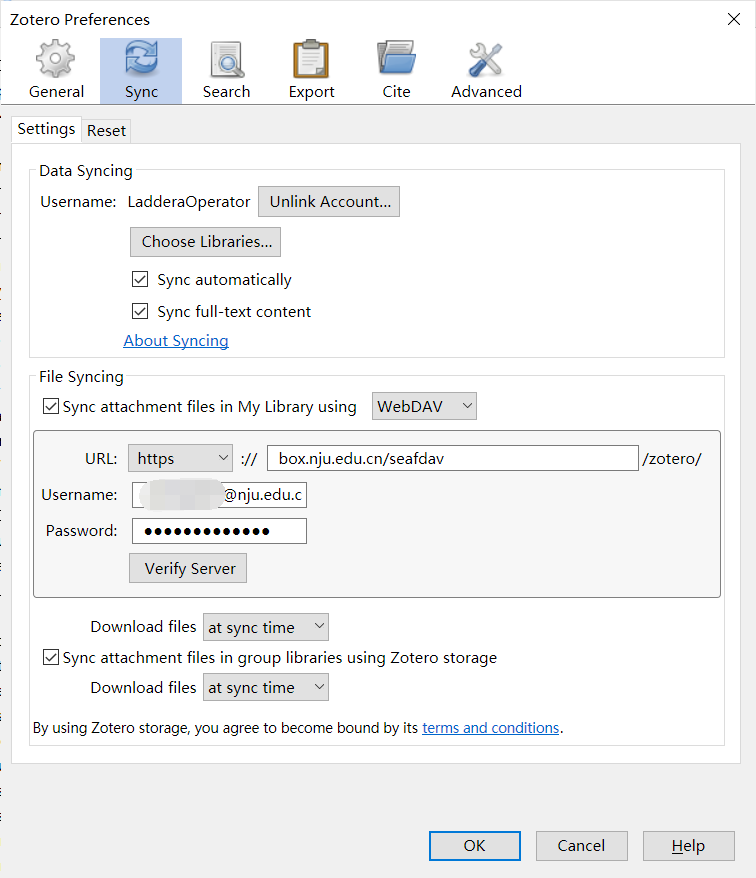 Zotero Preferences
General Sync Search Export Cite Advanced
Settings Reset
Data Syncing
Username: LadderaOperator Unlink Account...
Choose Libraries...
Sync automatically
Sync full-text content
About Syncing
File Syncing
Sync attachment files in My Library using WebDAV
URL: https :// box.nju.edu.cn/seafdav /zotero/
Username: @nju.edu.c
Password: ●●●●●●●●●●●●●
Verify Server
Download files at sync time
Sync attachment files in group libraries using Zotero storage
Download files at sync time
By using Zotero storage, you agree to become bound by its terms and conditions.
OK Cancel Help